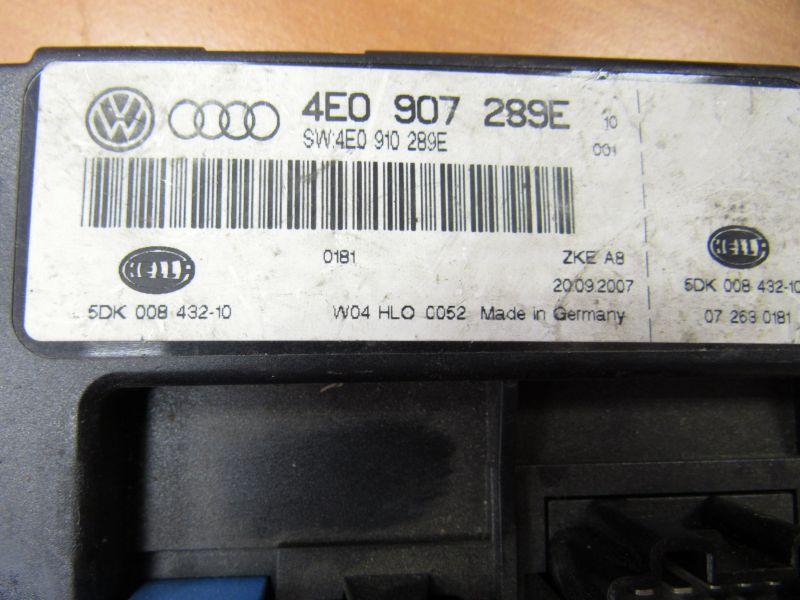 4E0 907 289E 10
SW:4E0 910 289E 001
HELLA 0181 ZKE A8 HELLA
20.09.2007 5DK 008 432-10
5DK 008 432-10 W04 HLO 0052 Made in Germany 07 263 0181